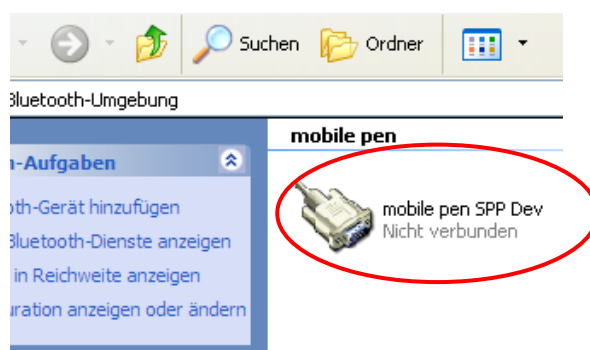 Suchen Ordner
Bluetooth-Umgebung
mobile pen
-Aufgaben
mobile pen SPP Dev
Nicht verbunden
oth-Gerät hinzufügen
Bluetooth-Dienste anzeigen
in Reichweite anzeigen
uration anzeigen oder ändern